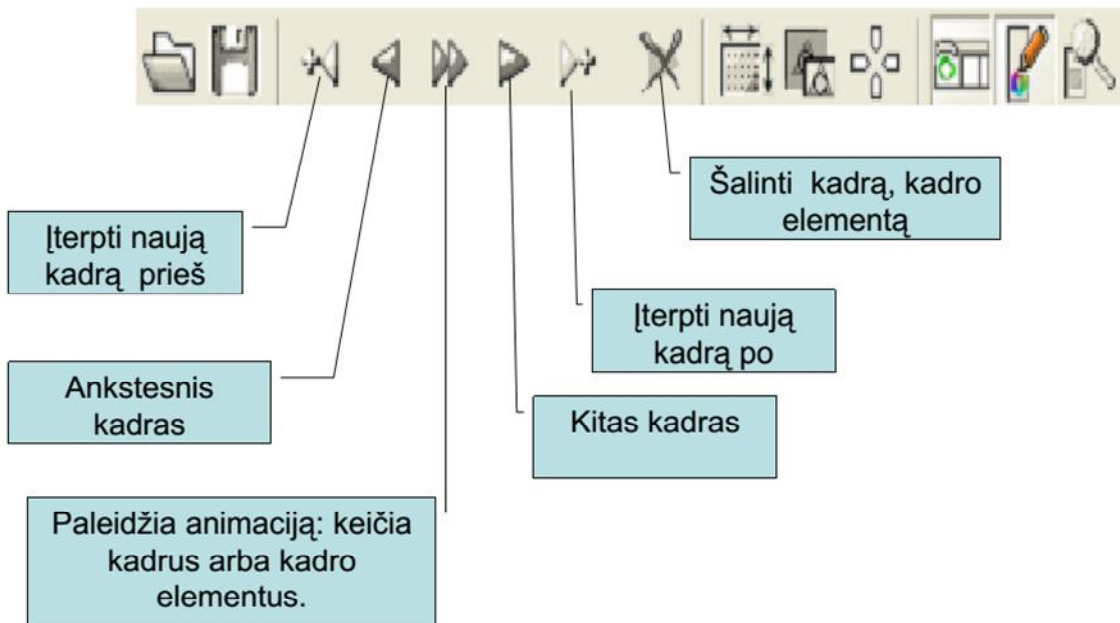 Šalinti kadrą, kadro
elementą
Įterpti naują
kadrą prieš
Įterpti naują
kadrą po
Ankstesnis
kadras
Kitas kadras
Paleidžia animaciją: keičia
kadrus arba kadro
elementus.